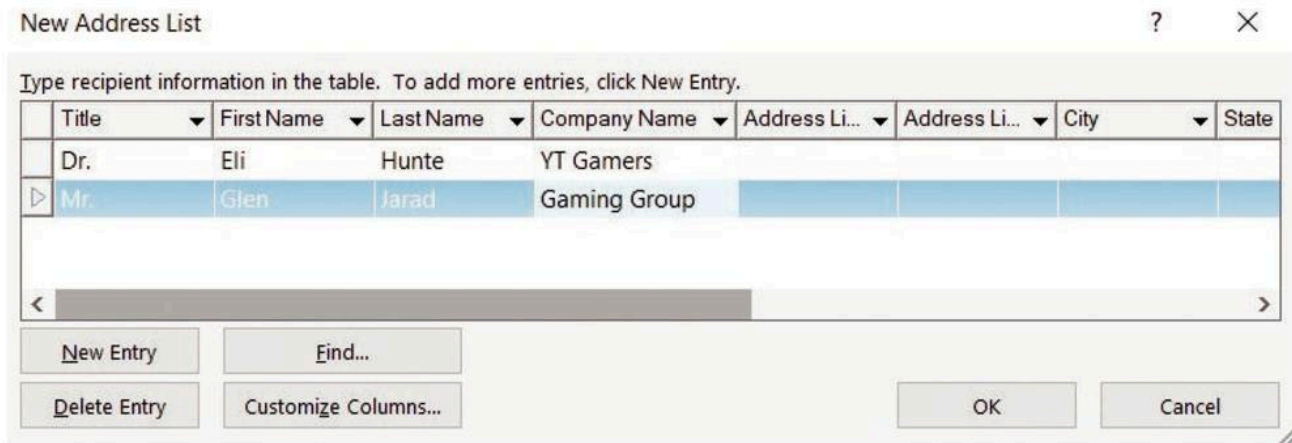 New Address List ?
Type recipient information in the table. To add more entries, click New Entry.
Title First Name Last Name Company Name Address Li... Address Li... City State
Dr. Eli Hunte YT Gamers
Mr. Glen Jarad Gaming Group
New Entry Find...
Delete Entry Customize Columns... OK Cancel